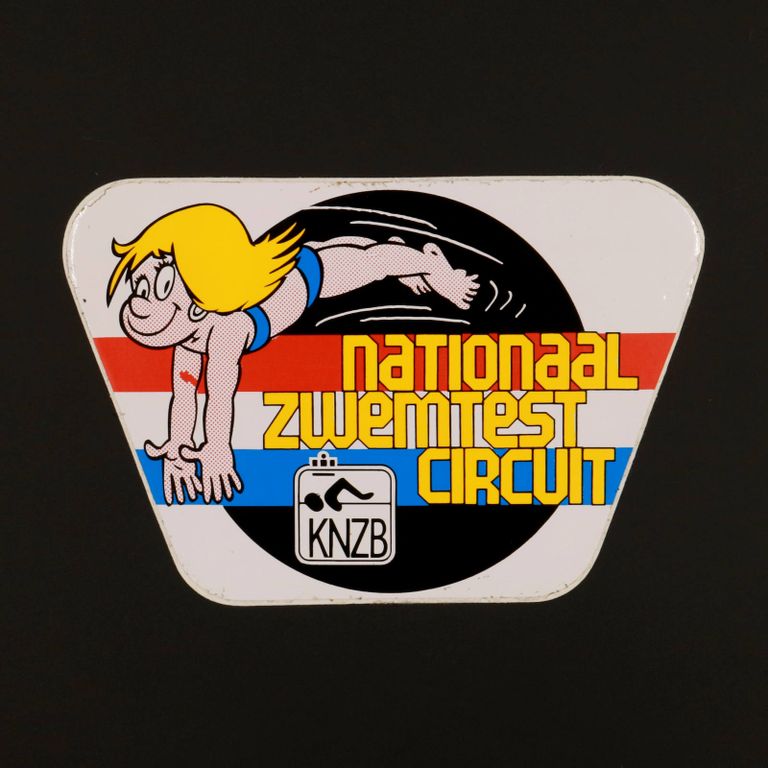 NATIONAAL
ZWEMTEST
CIRCUIT
KNZB